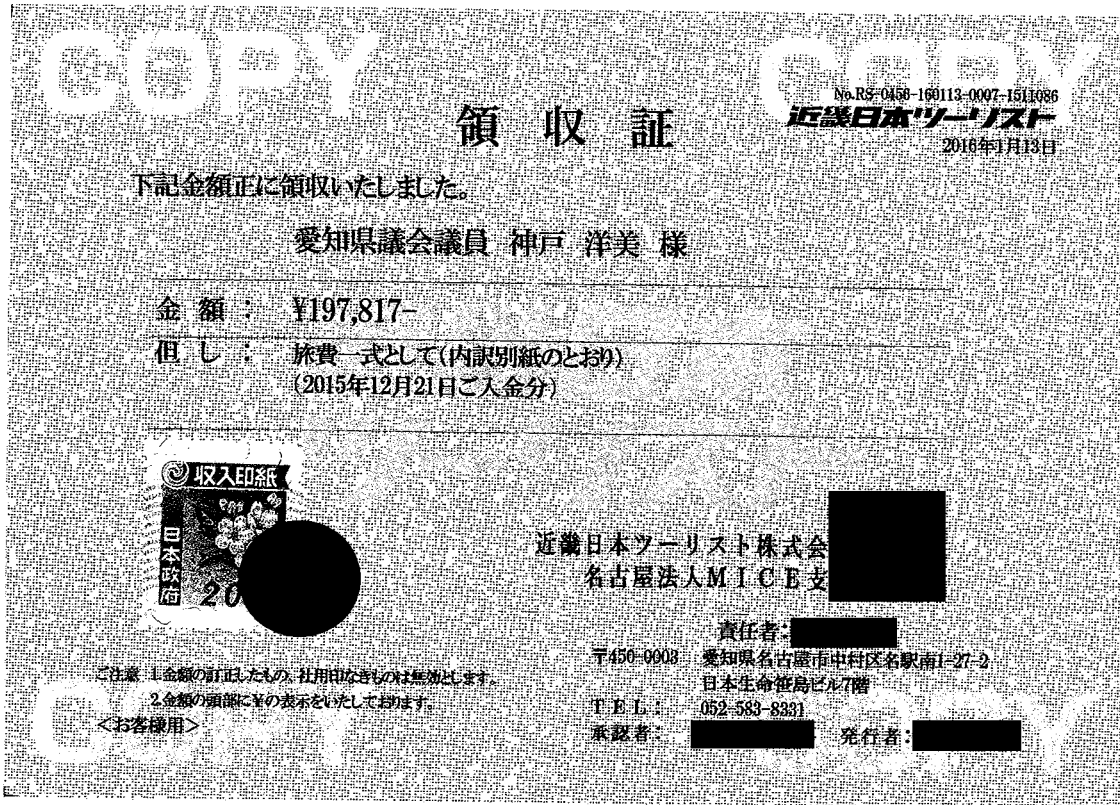 COPY COPY
No.RS-0456-160113-0007-1511086
近畿日本ツーリスト
2016年1月13日
領収証
下記金額正に領収いたしました。
愛知県議会議員 神戸 洋美 様
金額: ¥197,817-
但し: 旅費一式として(内訳別紙のとおり)
(2015年12月21日ご入金分)
収入印紙
日本政府
20
近畿日本ツーリスト株式会
名古屋法人MICE支
責任者:
〒450-0003 愛知県名古屋市中村区名駅南1-27-2
日本生命笹島ビル7階
TEL: 052-583-8331
承認者: 発行者:
ご注意 1.金額の訂正したもの、社用印なきものは無効とします。
2.金額の頭部に¥の表示をいたしております。
<お客様用>
COPY COPY